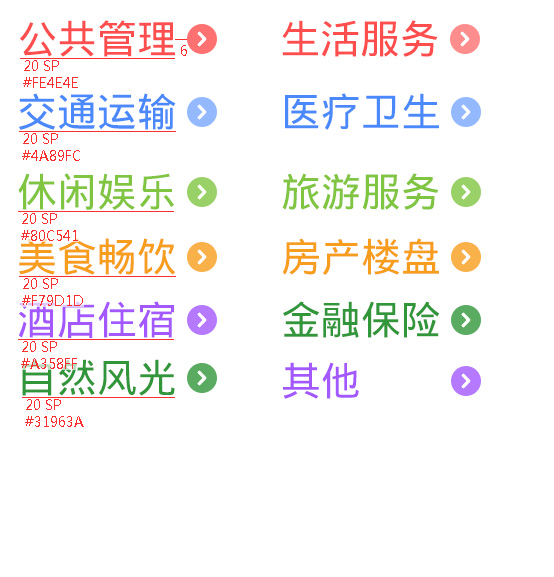 公共管理 6 生活服务
20 SP
#FE4E4E
交通运输 医疗卫生
20 SP
#4A89FC
休闲娱乐 旅游服务
20 SP
#80C541
美食畅饮 房产楼盘
20 SP
#F79D1D
酒店住宿 金融保险
20 SP
#A358FF
自然风光 其他
20 SP
#31963A